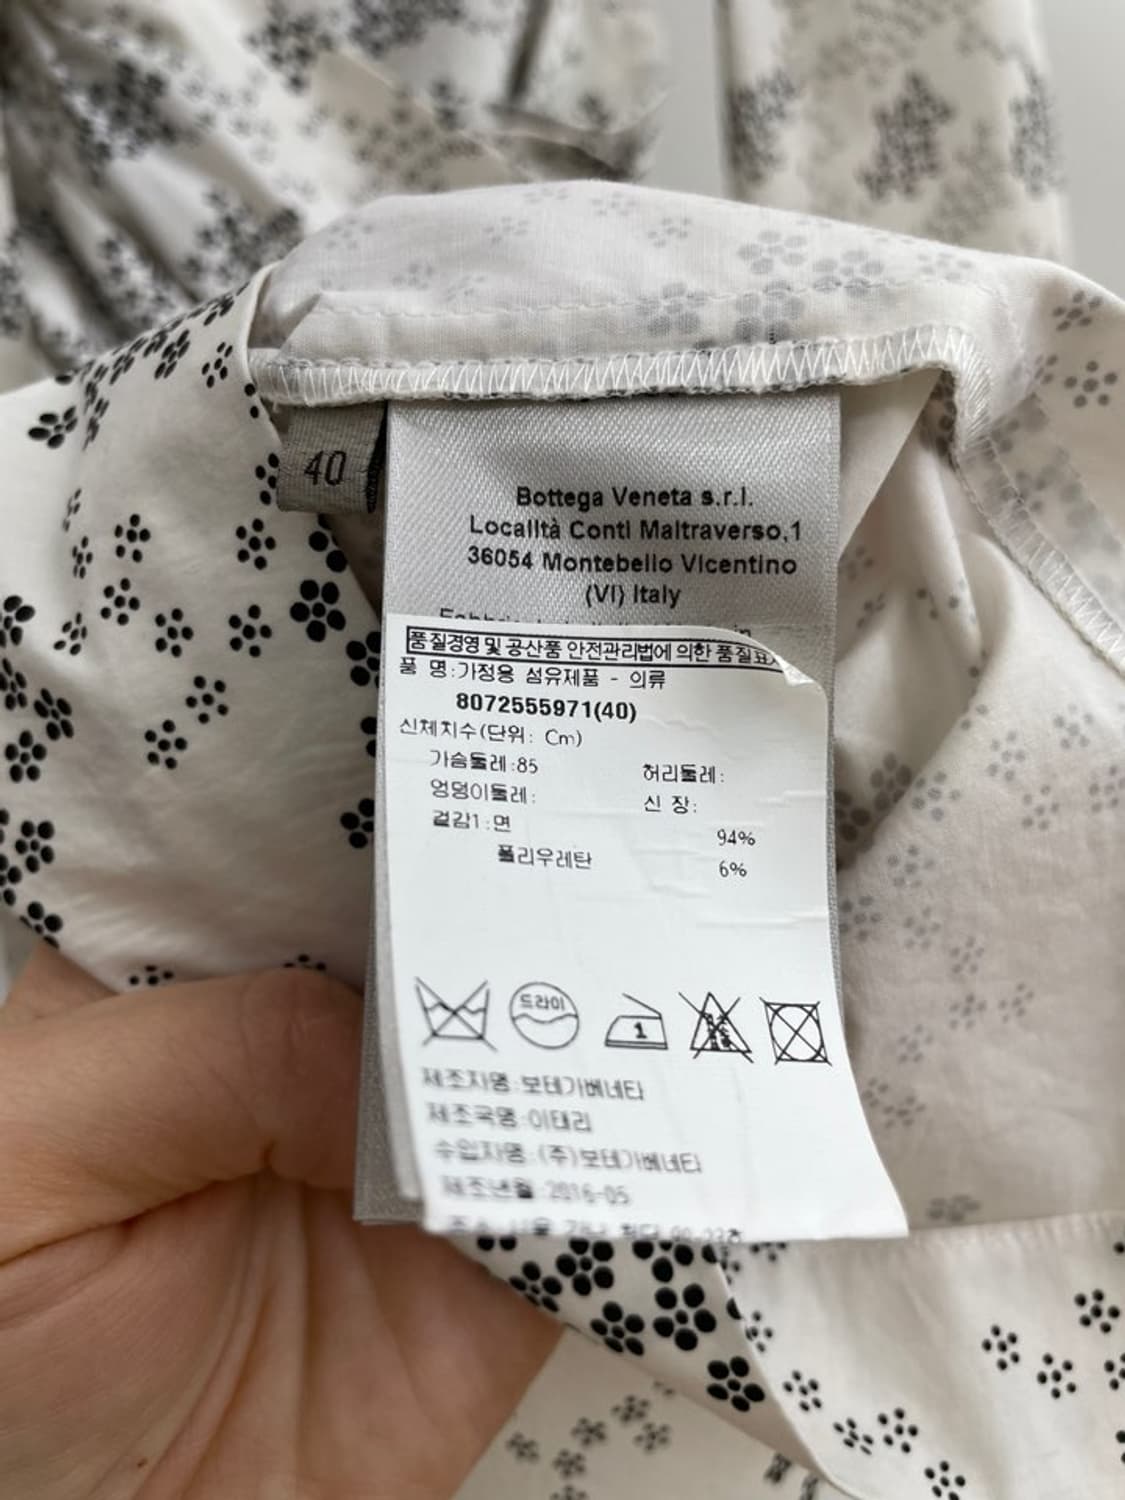 40
Bottega Veneta s.r.l.
Località Conti Maltraverso,1
36054 Montebello Vicentino
(VI) Italy
품질경영 및 공산품 안전관리법에 의한 품질표
품 명:가정용 섬유제품 - 의류
8072555971(40)
신체치수(단위: Cm)
가슴둘레:85 허리둘레:
엉덩이둘레: 신 장:
겉감1:면 94%
폴리우레탄 6%
드라이
1
제조자명:보테가베네타
제조국명:이태리
수입자명:(주)보테가베네타
제조년월:2016-05